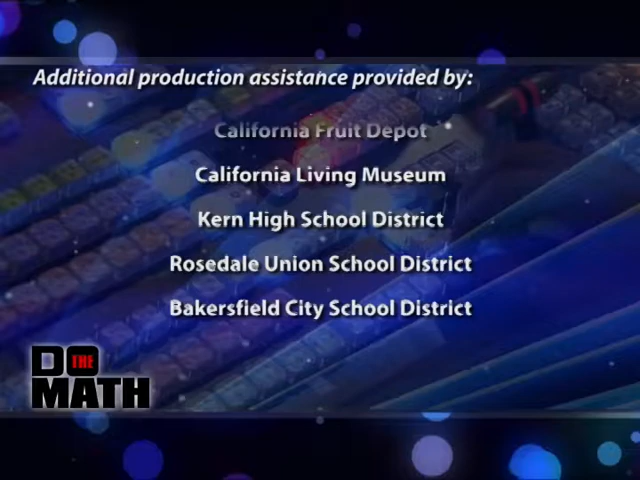 Additional production assistance provided by:
California Fruit Depot
California Living Museum
Kern High School District
Rosedale Union School District
Bakersfield City School District
DO THE
MATH